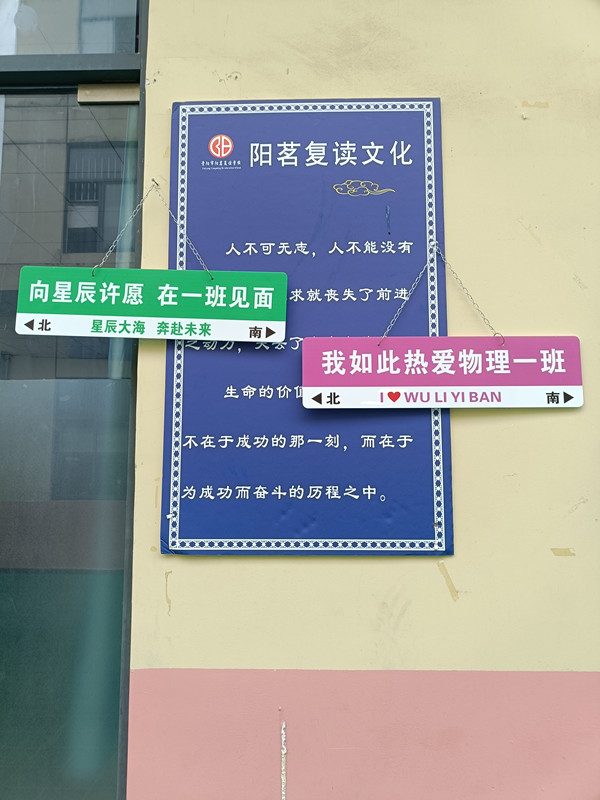 阳茗复读文化
人不可无志，人不能没有
求就丧失了前进
生命的价值
不在于成功的那一刻，而在于
为成功而奋斗的历程之中。
向星辰许愿 在一班见面
◀北 星辰大海 奔赴未来 南▶
我如此热爱物理一班
◀北 I ❤ WU LI YI BAN 南▶